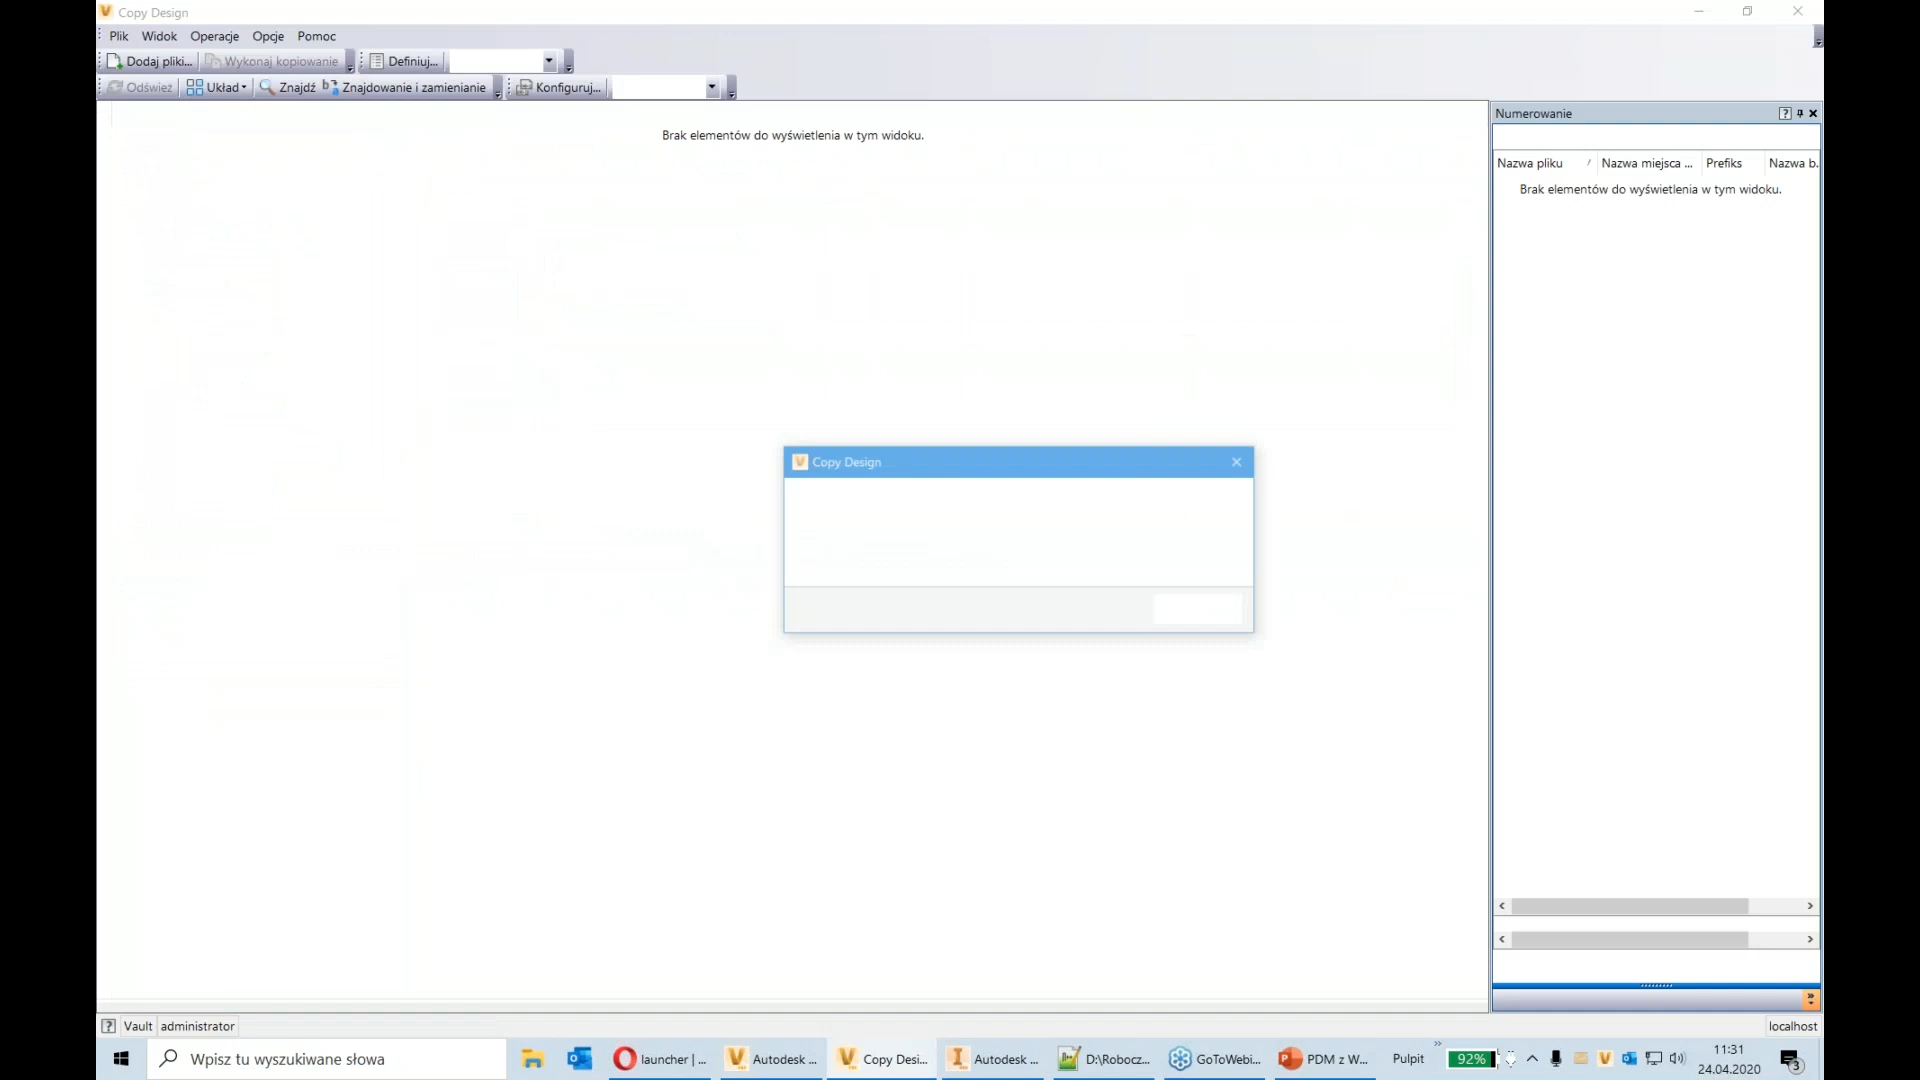 Copy Design
Plik Widok Operacje Opcje Pomoc
Dodaj pliki... Wykonaj kopiowanie Definiuj...
Odśwież Układ Znajdź Znajdowanie i zamienianie Konfiguruj...
Brak elementów do wyświetlenia w tym widoku.
Numerowanie
Nazwa pliku Nazwa miejsca ... Prefiks Nazwa b.
Brak elementów do wyświetlenia w tym widoku.
Copy Design
Vault administrator localhost
Wpisz tu wyszukiwane słowa
launcher | ... Autodesk ... Copy Desi... Autodesk ... D:\Robocz... GoToWebi... PDM z W... Pulpit 92% 11:31
24.04.2020 3